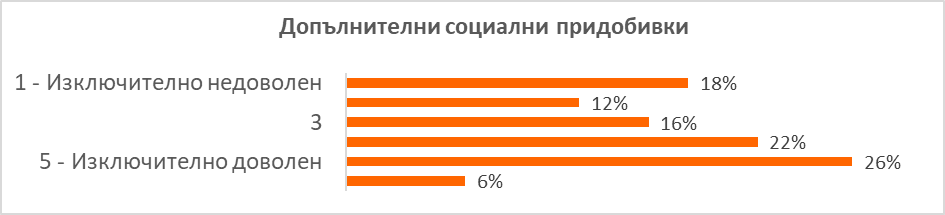 Допълнителни социални придобивки
1 - Изключително недоволен
18%
12%
3
16%
22%
5 - Изключително доволен
26%
6%